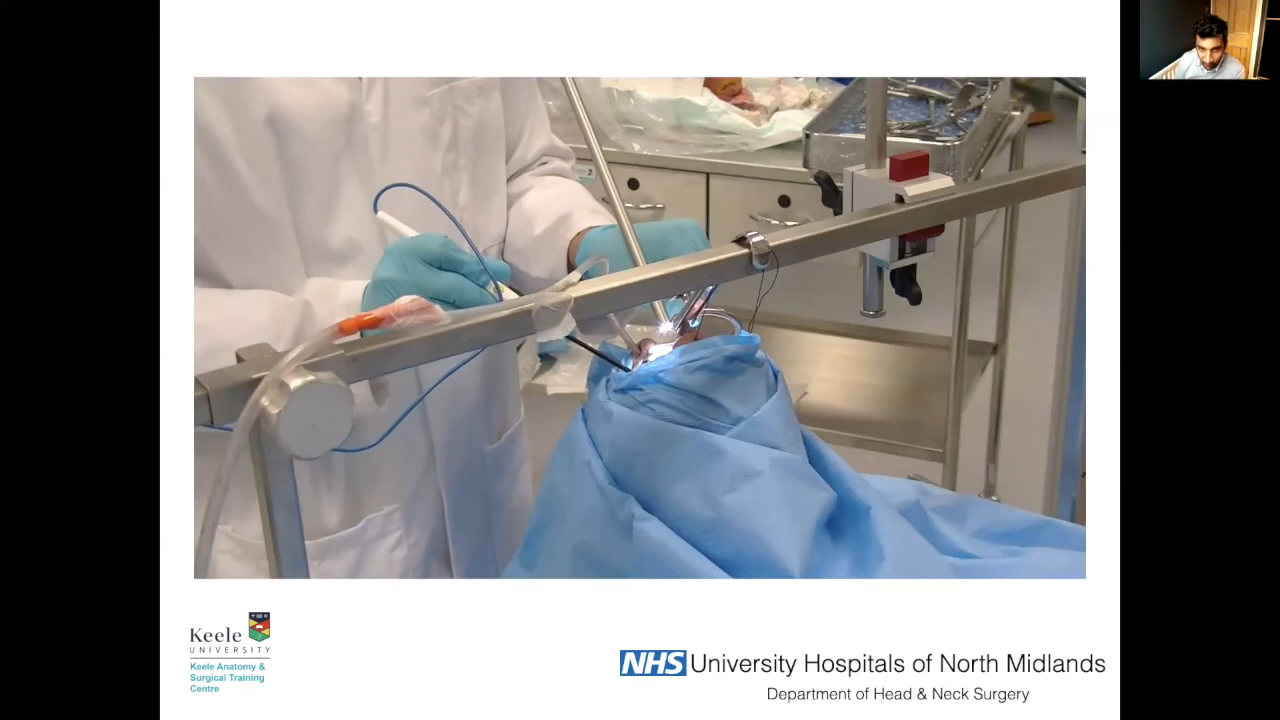 Keele
UNIVERSITY
Keele Anatomy &
Surgical Training
Centre
NHS University Hospitals of North Midlands
Department of Head & Neck Surgery